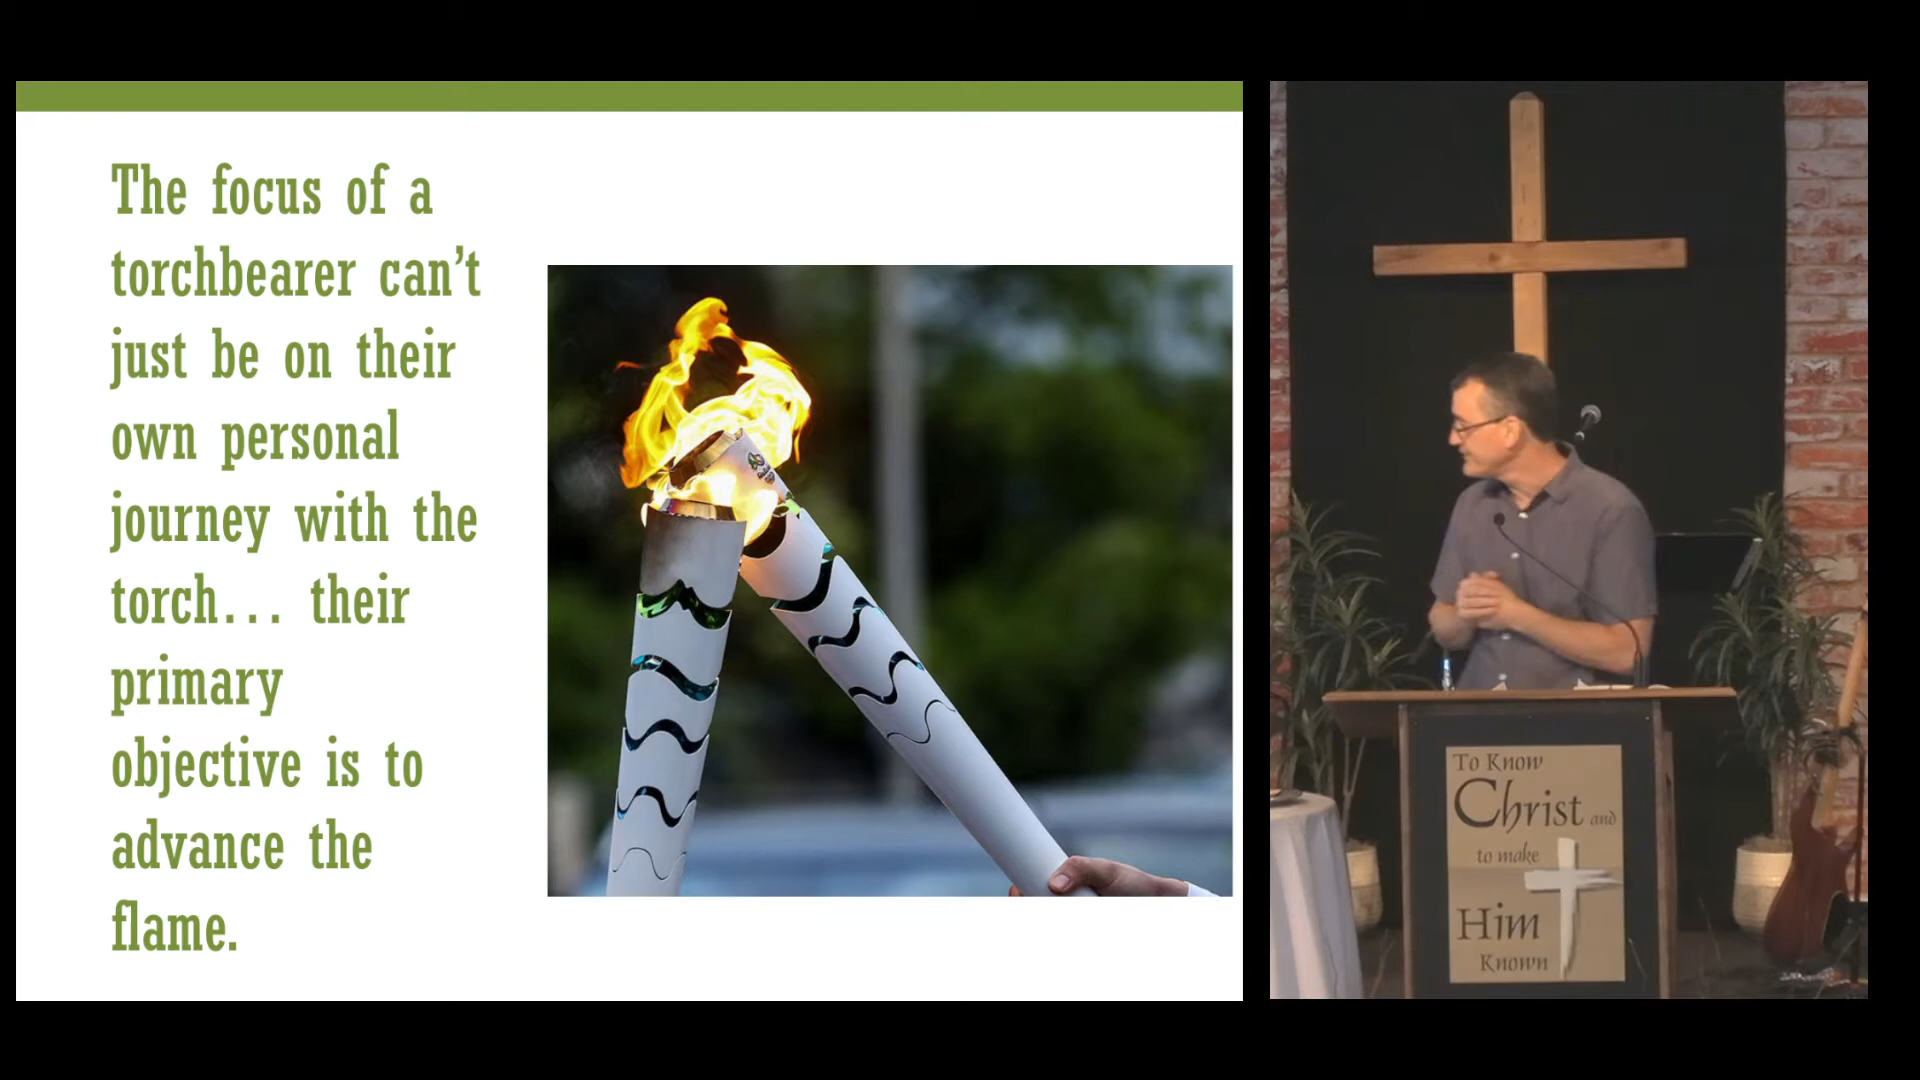 The focus of a
torchbearer can’t
just be on their
own personal
journey with the
torch… their
primary
objective is to
advance the
flame.
To Know
Christ and
to make
Him
Known